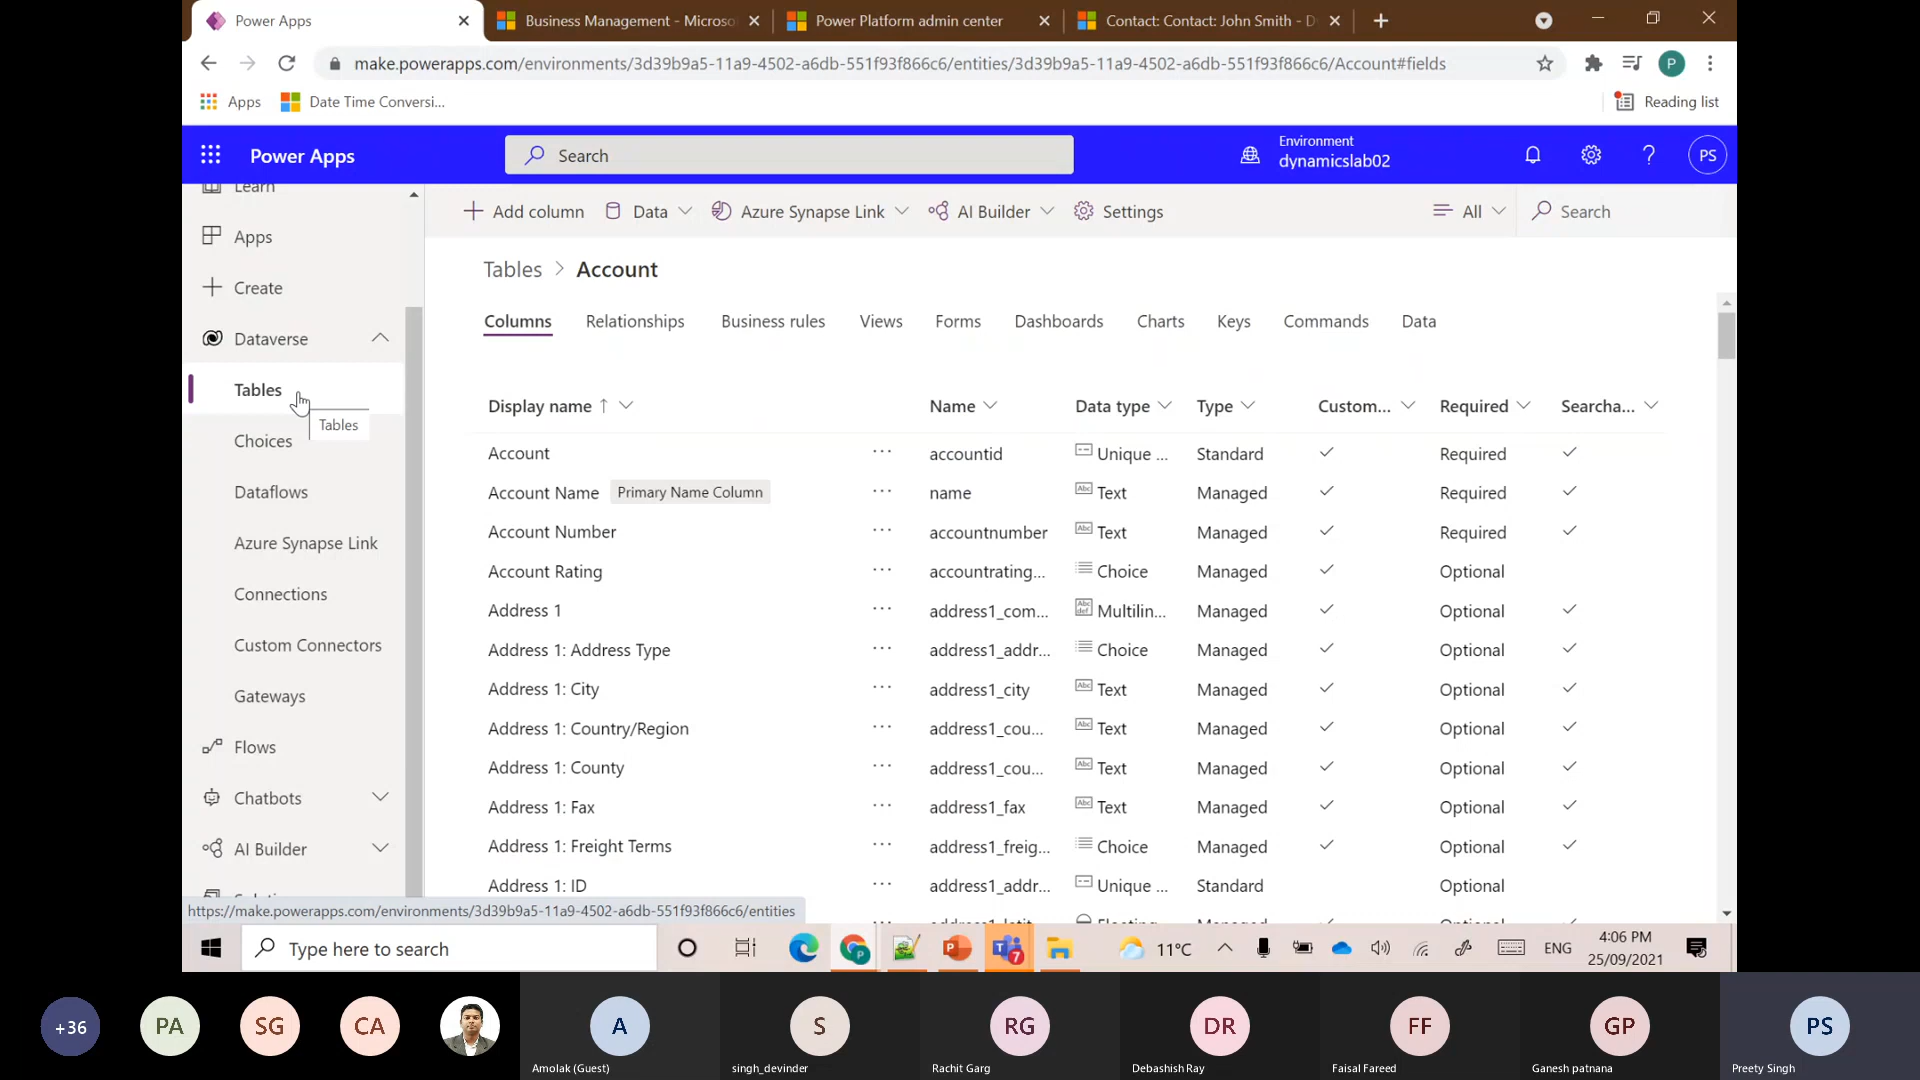 Power Apps
Business Management - Microso
Power Platform admin center
Contact: Contact: John Smith - D
make.powerapps.com/environments/3d39b9a5-11a9-4502-a6db-551f93f866c6/entities/3d39b9a5-11a9-4502-a6db-551f93f866c6/Account#fields
P
Apps
Date Time Conversi...
Reading list
Power Apps
Search
Environment
dynamicslab02
?
PS
Learn
Apps
Create
Dataverse
Tables
Tables
Choices
Dataflows
Azure Synapse Link
Connections
Custom Connectors
Gateways
Flows
Chatbots
AI Builder
Add column
Data
Azure Synapse Link
AI Builder
Settings
All
Search
Tables > Account
Columns Relationships Business rules Views Forms Dashboards Charts Keys Commands Data
Display name ↑ Name Data type Type Custom... Required Searcha...
Account ... accountid Unique ... Standard Required
Account Name Primary Name Column ... name Abc Text Managed Required
Account Number ... accountnumber Abc Text Managed Required
Account Rating ... accountrating... Choice Managed Optional
Address 1 ... address1_com... Abc def Multilin... Managed Optional
Address 1: Address Type ... address1_addr... Choice Managed Optional
Address 1: City ... address1_city Abc Text Managed Optional
Address 1: Country/Region ... address1_cou... Abc Text Managed Optional
Address 1: County ... address1_cou... Abc Text Managed Optional
Address 1: Fax ... address1_fax Abc Text Managed Optional
Address 1: Freight Terms ... address1_freig... Choice Managed Optional
Address 1: ID ... address1_addr... Unique ... Standard Optional
https://make.powerapps.com/environments/3d39b9a5-11a9-4502-a6db-551f93f866c6/entities
Type here to search
P
7
11°C
ENG
4:06 PM
25/09/2021
+36
PA
SG
CA
A
Amolak (Guest)
S
singh_devinder
RG
Rachit Garg
DR
Debashish Ray
FF
Faisal Fareed
GP
Ganesh patnana
PS
Preety Singh